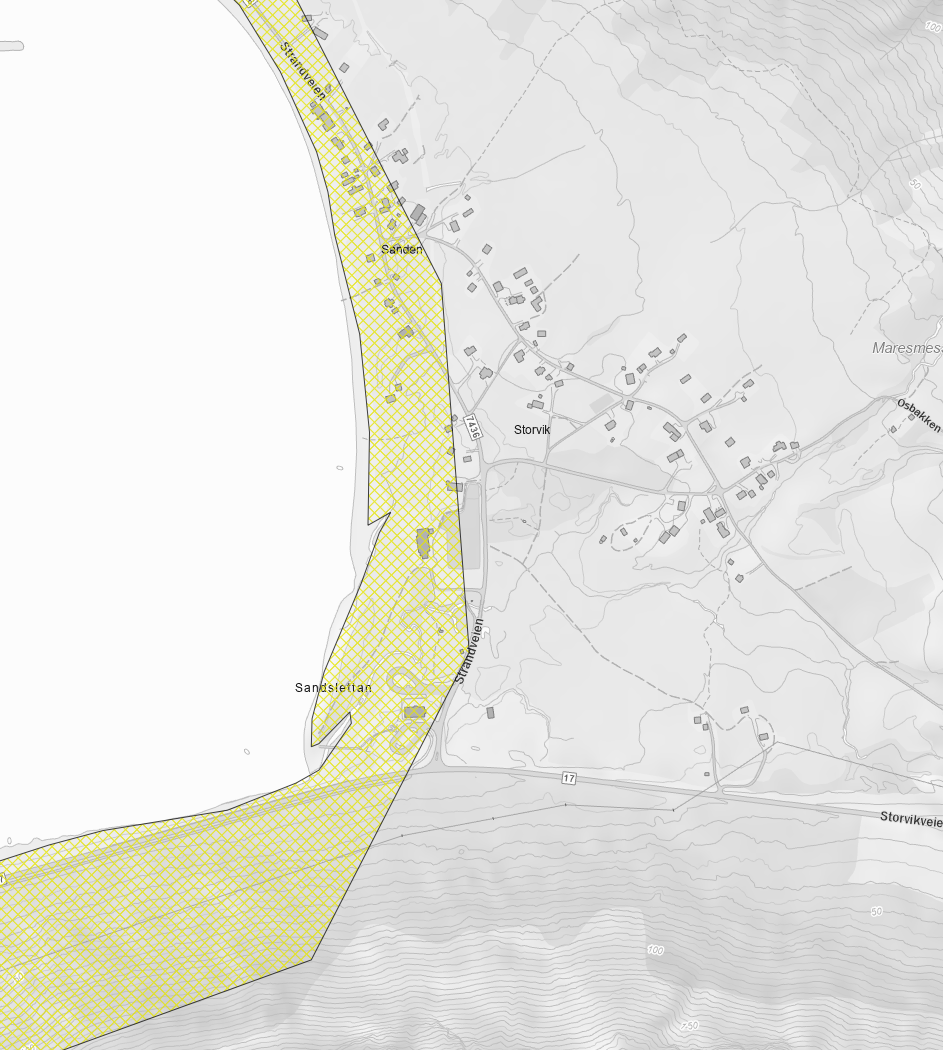 100
Strandveien
50
Sanden
Maresmess
Osbakken
7436
Storvik
Strandveien
Sandslettan
17
Storvikveie
50
100
150